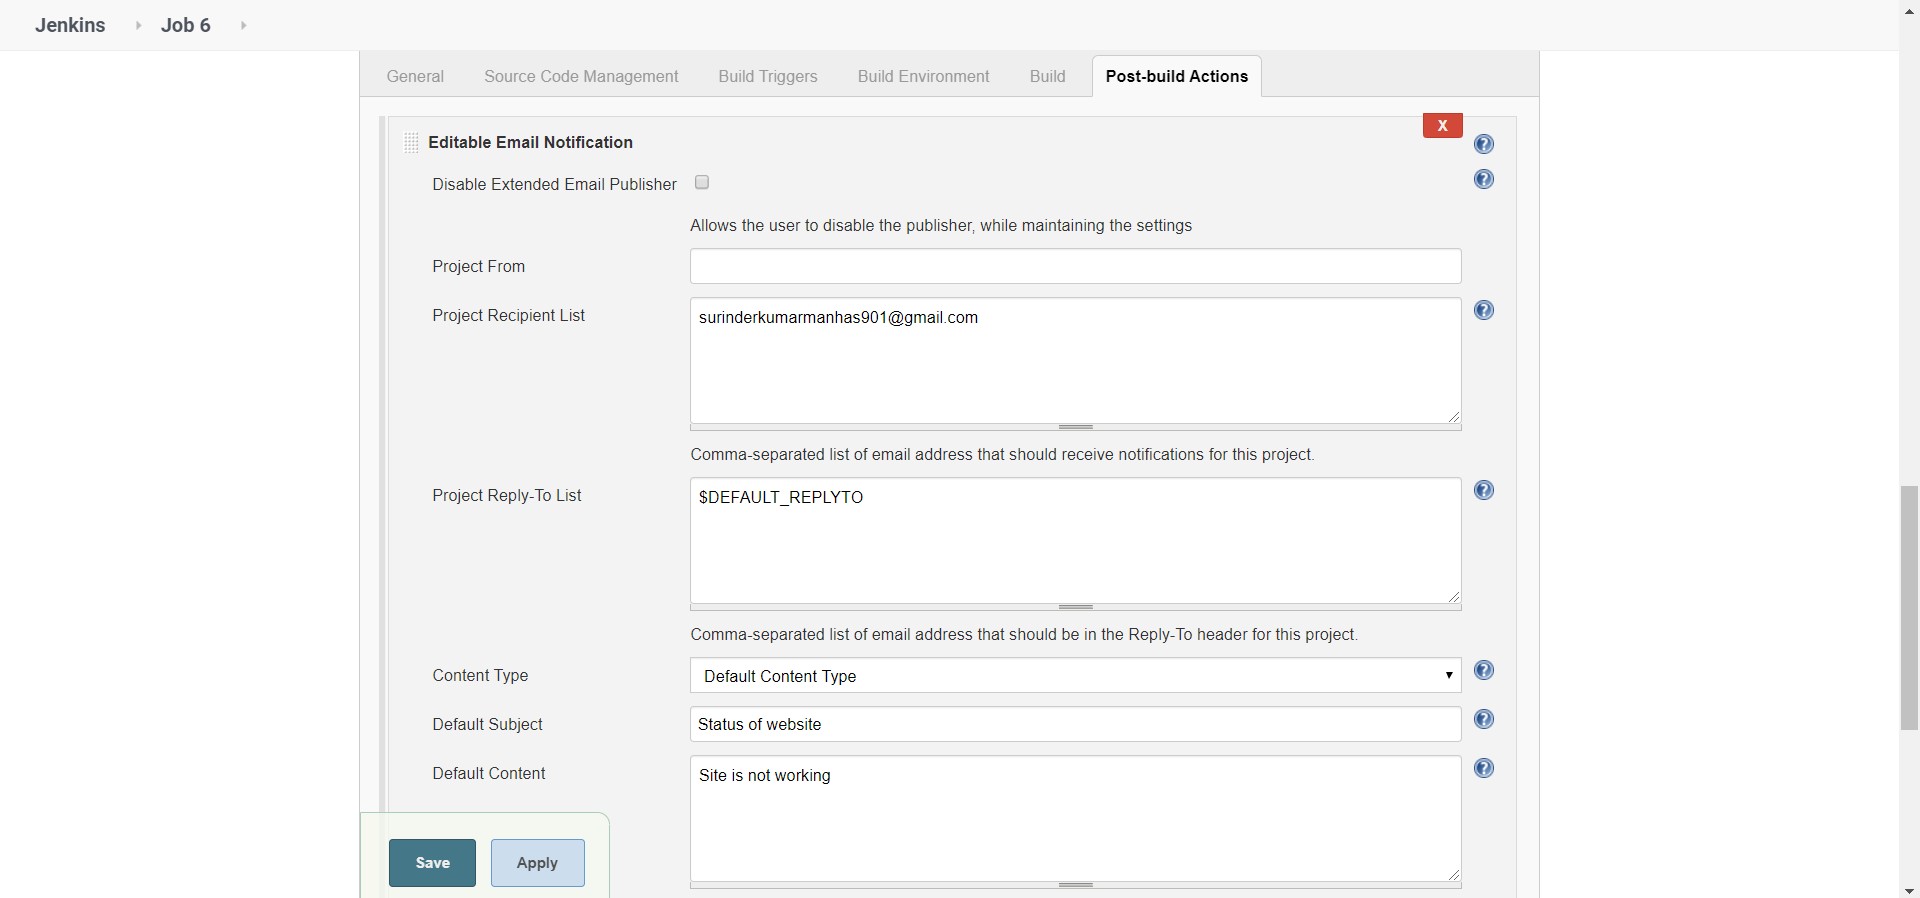 Jenkins Job 6
General Source Code Management Build Triggers Build Environment Build Post-build Actions
X
Editable Email Notification ?
Disable Extended Email Publisher ?
Allows the user to disable the publisher, while maintaining the settings
Project From
Project Recipient List surinderkumarmanhas901@gmail.com ?
Comma-separated list of email address that should receive notifications for this project.
Project Reply-To List $DEFAULT_REPLYTO ?
Comma-separated list of email address that should be in the Reply-To header for this project.
Content Type Default Content Type ?
Default Subject Status of website ?
Default Content Site is not working ?
Save Apply